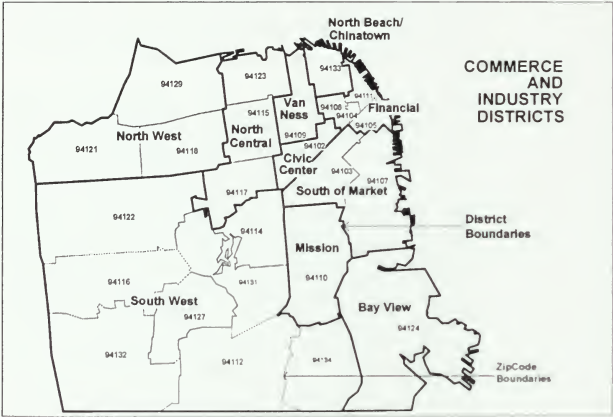 North Beach/
Chinatown
COMMERCE
AND
INDUSTRY
DISTRICTS
94129
94123
94133
94111
94115
Van
Ness
94108
94104
Financial
94105
94121
North West
94118
North
Central
94109
94102
Civic
Center
94103
94107
South of Market
94117
94122
94114
District
Boundaries
Mission
94116
94131
94110
South West
94127
Bay View
94124
94132
94112
94134
ZipCode
Boundaries